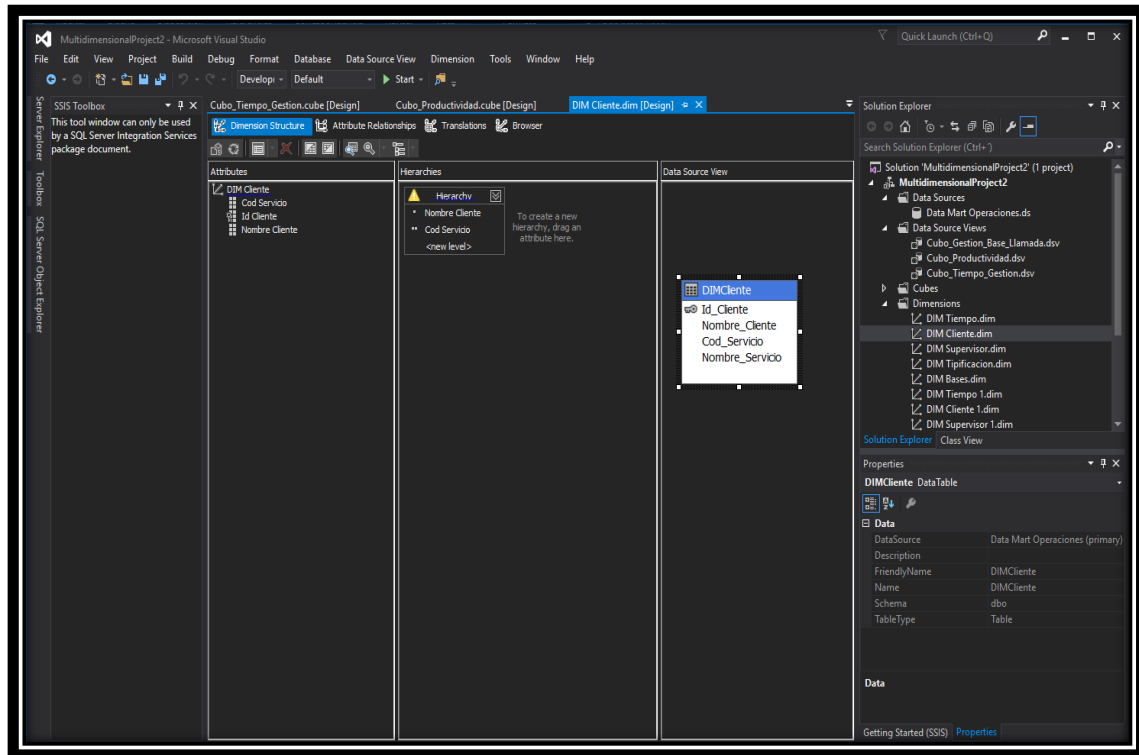 MultidimensionalProject2 - Microsoft Visual Studio
Quick Launch (Ctrl+Q)
File Edit View Project Build Debug Format Database Data Source View Dimension Tools Window Help
Developı Default Start
Server Explorer
Toolbox
SQL Server Object Explorer
SSIS Toolbox
This tool window can only be used
by a SQL Server Integration Services
package document.
Cubo_Tiempo_Gestion.cube [Design] Cubo_Productividad.cube [Design] DIM Cliente.dim [Design]
Dimension Structure Attribute Relationships Translations Browser
Attributes
DIM Cliente
Cod Servicio
Id Cliente
Nombre Cliente
Hierarchies
Hierarchy
Nombre Cliente
Cod Servicio
<new level>
To create a new
hierarchy, drag an
attribute here.
Data Source View
DIMCliente
Id_Cliente
Nombre_Cliente
Cod_Servicio
Nombre_Servicio
Solution Explorer
Search Solution Explorer (Ctrl+')
Solution 'MultidimensionalProject2' (1 project)
MultidimensionalProject2
Data Sources
Data Mart Operaciones.ds
Data Source Views
Cubo_Gestion_Base_Llamada.dsv
Cubo_Productividad.dsv
Cubo_Tiempo_Gestion.dsv
Cubes
Dimensions
DIM Tiempo.dim
DIM Cliente.dim
DIM Supervisor.dim
DIM Tipificacion.dim
DIM Bases.dim
DIM Tiempo 1.dim
DIM Cliente 1.dim
DIM Supervisor 1.dim
Solution Explorer Class View
Properties
DIMCliente DataTable
Data
DataSource Data Mart Operaciones (primary)
Description
FriendlyName DIMCliente
Name DIMCliente
Schema dbo
TableType Table
Data
Getting Started (SSIS) Properties